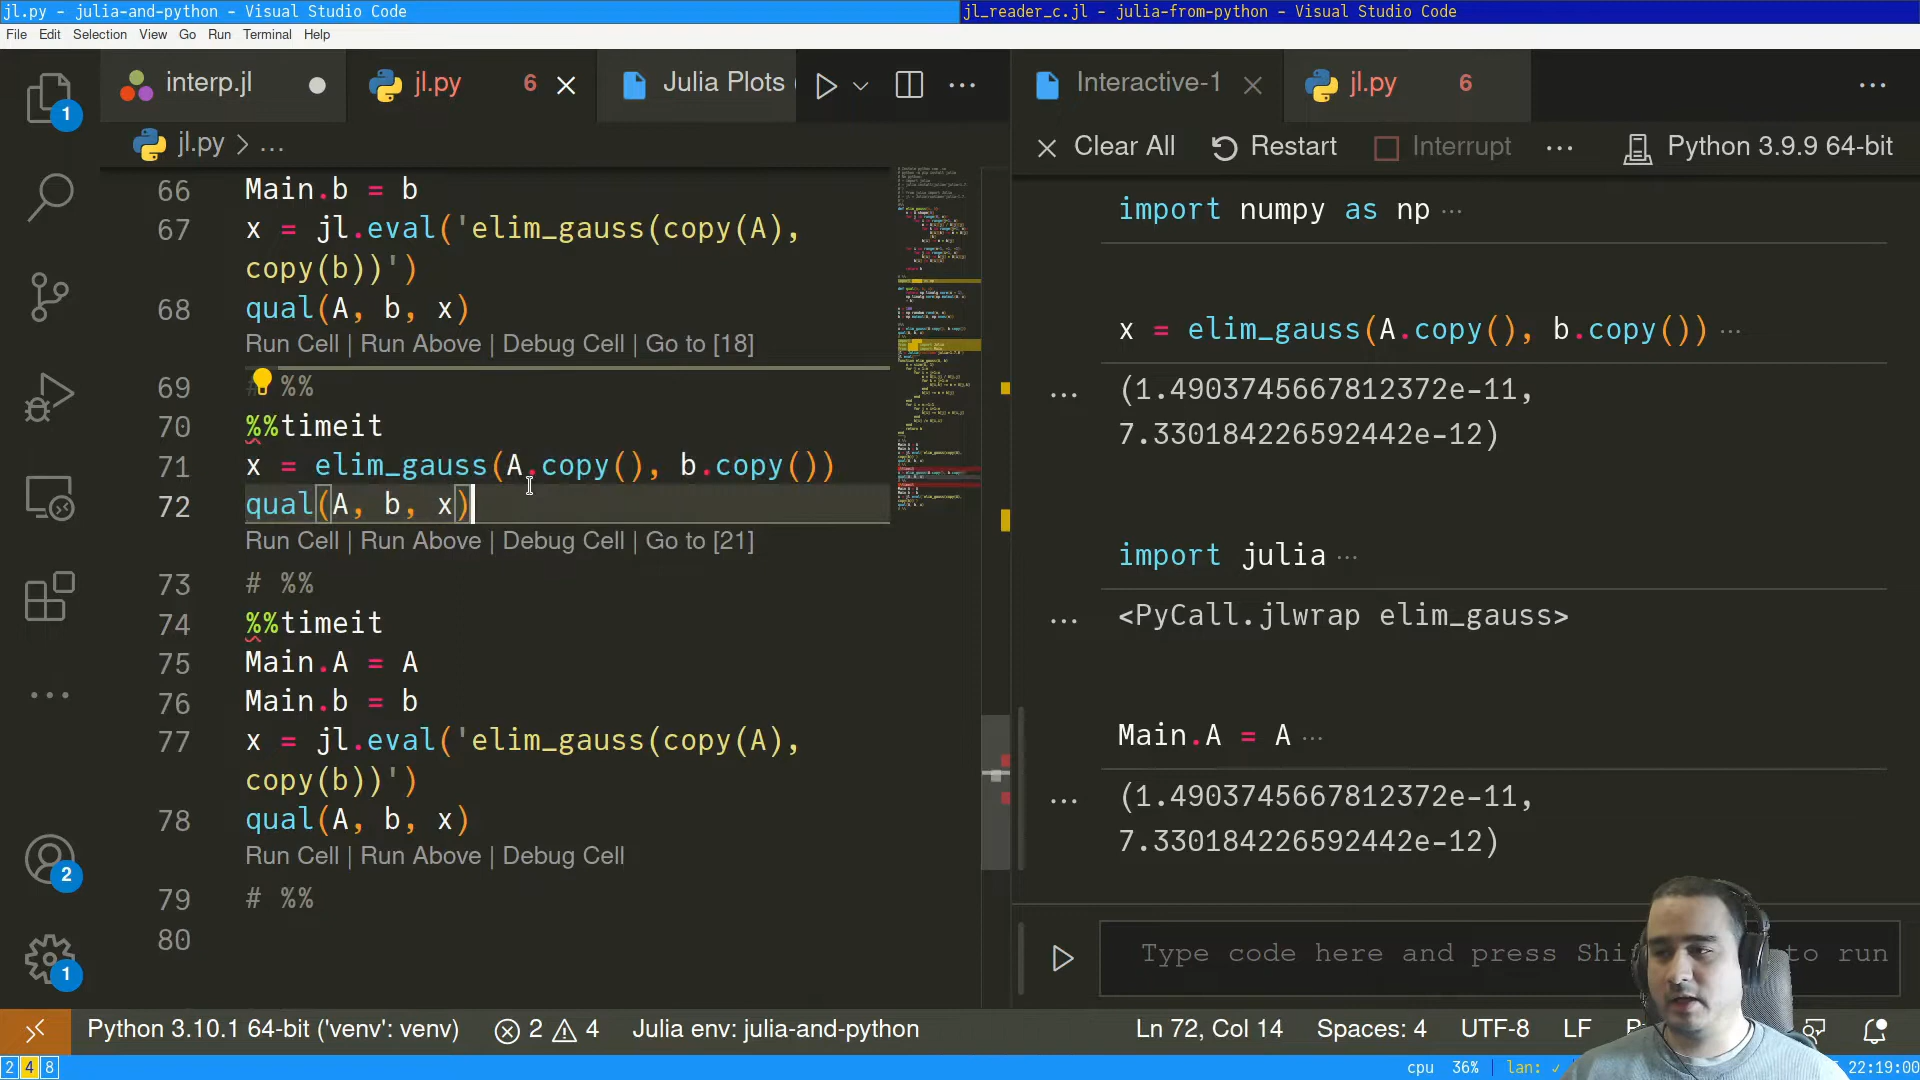 jl.py - julia-and-python - Visual Studio Code
jl_reader_c.jl - julia-from-python - Visual Studio Code
File Edit Selection View Go Run Terminal Help
interp.jl
jl.py 6
Julia Plots
jl.py > ...
66 Main.b = b
67 x = jl.eval('elim_gauss(copy(A),
copy(b))')
68 qual(A, b, x)
Run Cell | Run Above | Debug Cell | Go to [18]
69 # %%
70 %%timeit
71 x = elim_gauss(A.copy(), b.copy())
72 qual(A, b, x)
Run Cell | Run Above | Debug Cell | Go to [21]
73 # %%
74 %%timeit
75 Main.A = A
76 Main.b = b
77 x = jl.eval('elim_gauss(copy(A),
copy(b))')
78 qual(A, b, x)
Run Cell | Run Above | Debug Cell
79 # %%
80
Interactive-1
jl.py 6
Clear All
Restart
Interrupt
...
Python 3.9.9 64-bit
import numpy as np ...
x = elim_gauss(A.copy(), b.copy()) ...
... (1.4903745667812372e-11,
7.330184226592442e-12)
import julia ...
... <PyCall.jlwrap elim_gauss>
Main.A = A ...
... (1.4903745667812372e-11,
7.330184226592442e-12)
Type code here and press to run
1
1
2
1
Python 3.10.1 64-bit ('venv': venv)
2 4
Julia env: julia-and-python
Ln 72, Col 14
Spaces: 4
UTF-8
LF
2 4 8
cpu 36%
lan: ✓
22:19:00